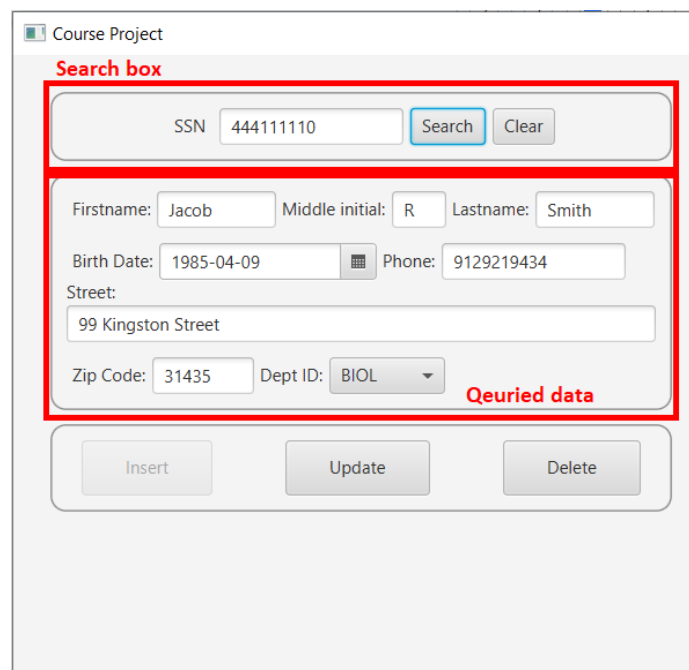 Course Project
Search box
SSN 444111110 Search Clear
Firstname: Jacob Middle initial: R Lastname: Smith
Birth Date: 1985-04-09 Phone: 9129219434
Street:
99 Kingston Street
Zip Code: 31435 Dept ID: BIOL
Qeuried data
Insert Update Delete